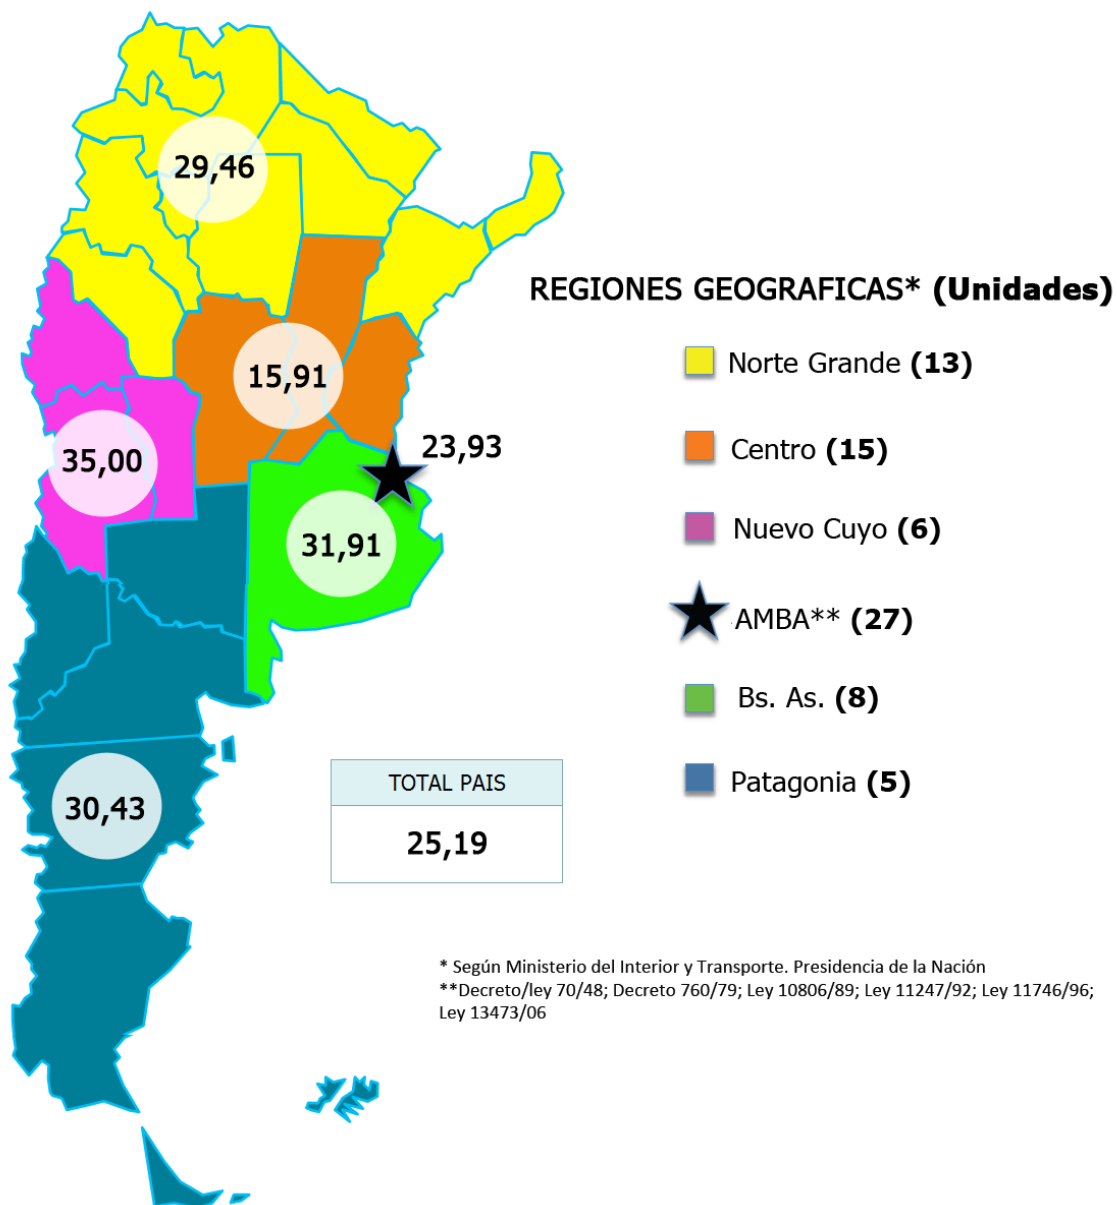 29,46
REGIONES GEOGRAFICAS* (Unidades)
Norte Grande (13)
15,91
23,93
Centro (15)
35,00
Nuevo Cuyo (6)
31,91
AMBA** (27)
Bs. As. (8)
TOTAL PAIS
Patagonia (5)
30,43
25,19
* Según Ministerio del Interior y Transporte. Presidencia de la Nación
**Decreto/ley 70/48; Decreto 760/79; Ley 10806/89; Ley 11247/92; Ley 11746/96;
Ley 13473/06